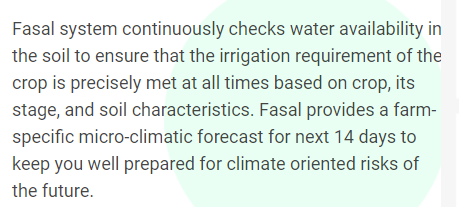 Fasal system continuously checks water availability in
the soil to ensure that the irrigation requirement of the
crop is precisely met at all times based on crop, its
stage, and soil characteristics. Fasal provides a farm-
specific micro-climatic forecast for next 14 days to
keep you well prepared for climate oriented risks of
the future.